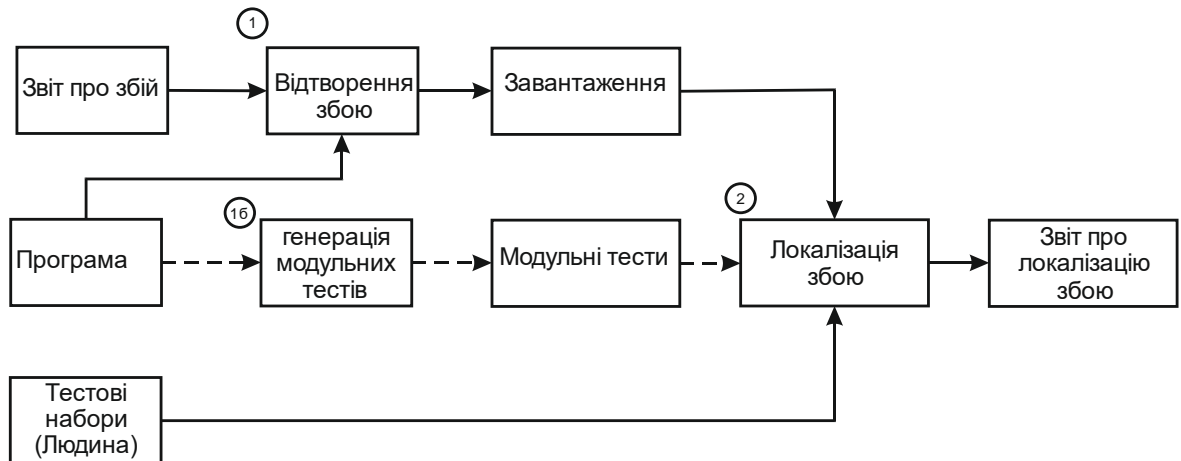 1
Звіт про збій
Відтворення
збою
Завантаження
1б
2
Програма
генерація
модульних
тестів
Модульні тести
Локалізація
збою
Звіт про
локалізацію
збою
Тестові
набори
(Людина)